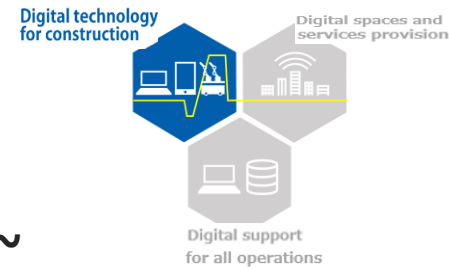 Digital technology
for construction
Digital spaces and
services provision
Digital support
for all operations
~